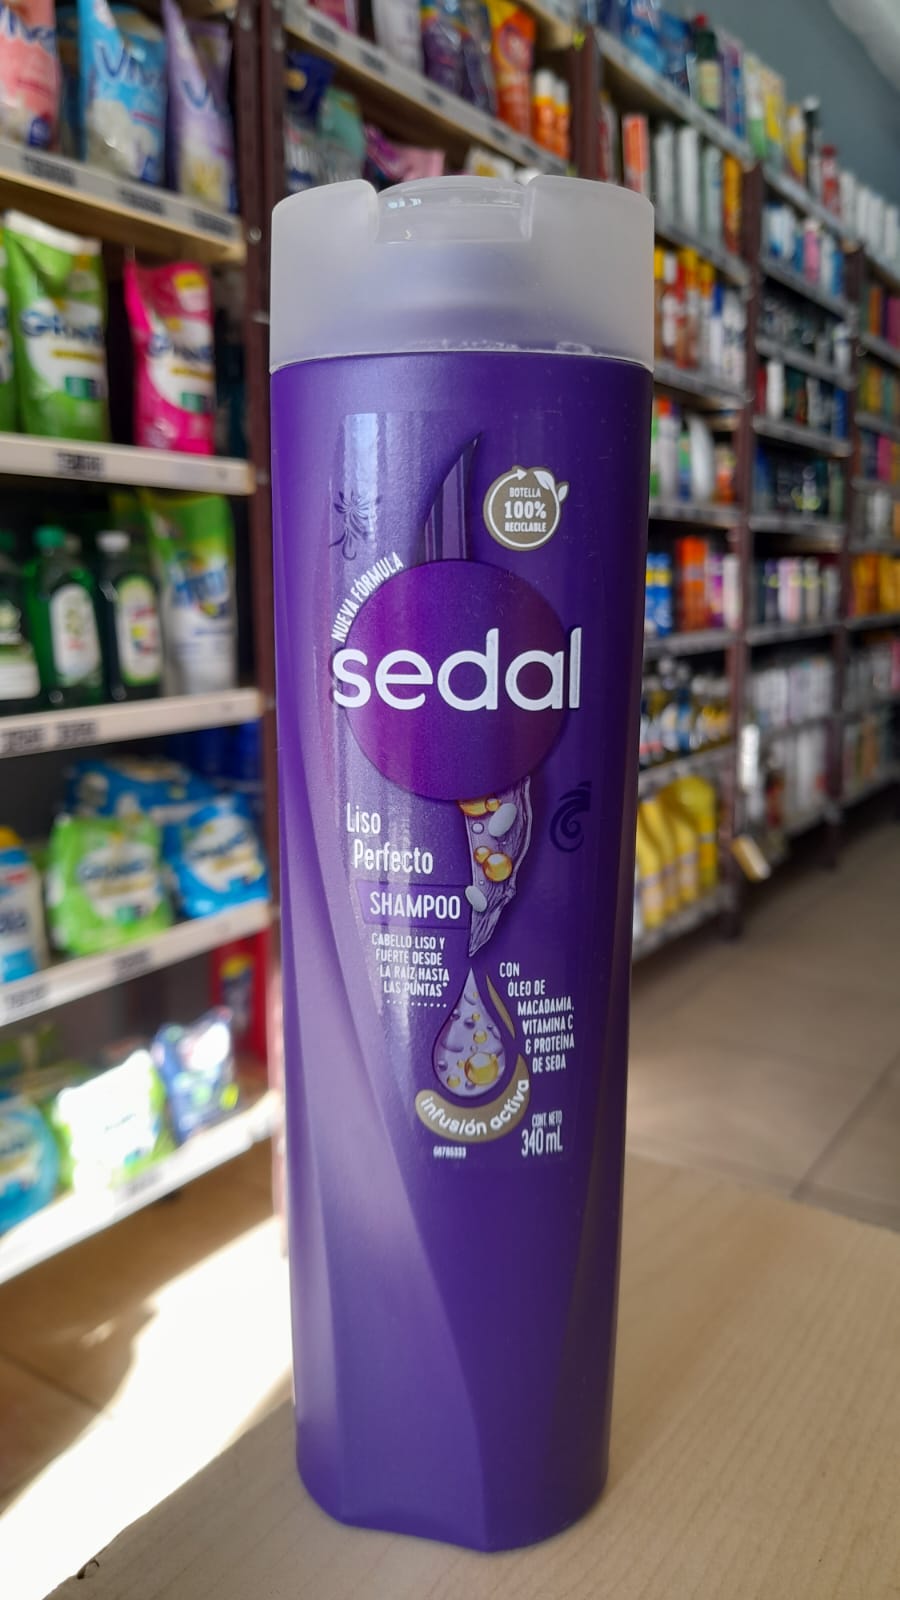 BOTELLA
100%
RECICLABLE
NUEVA FÓRMULA
sedal
Liso
Perfecto
SHAMPOO
CABELLO LISO Y
FUERTE DESDE
LA RAÍZ HASTA
LAS PUNTAS*
CON
ÓLEO DE
MACADAMIA,
VITAMINA C
& PROTEÍNA
DE SEDA
infusión activa
CONT. NETO
340 mL